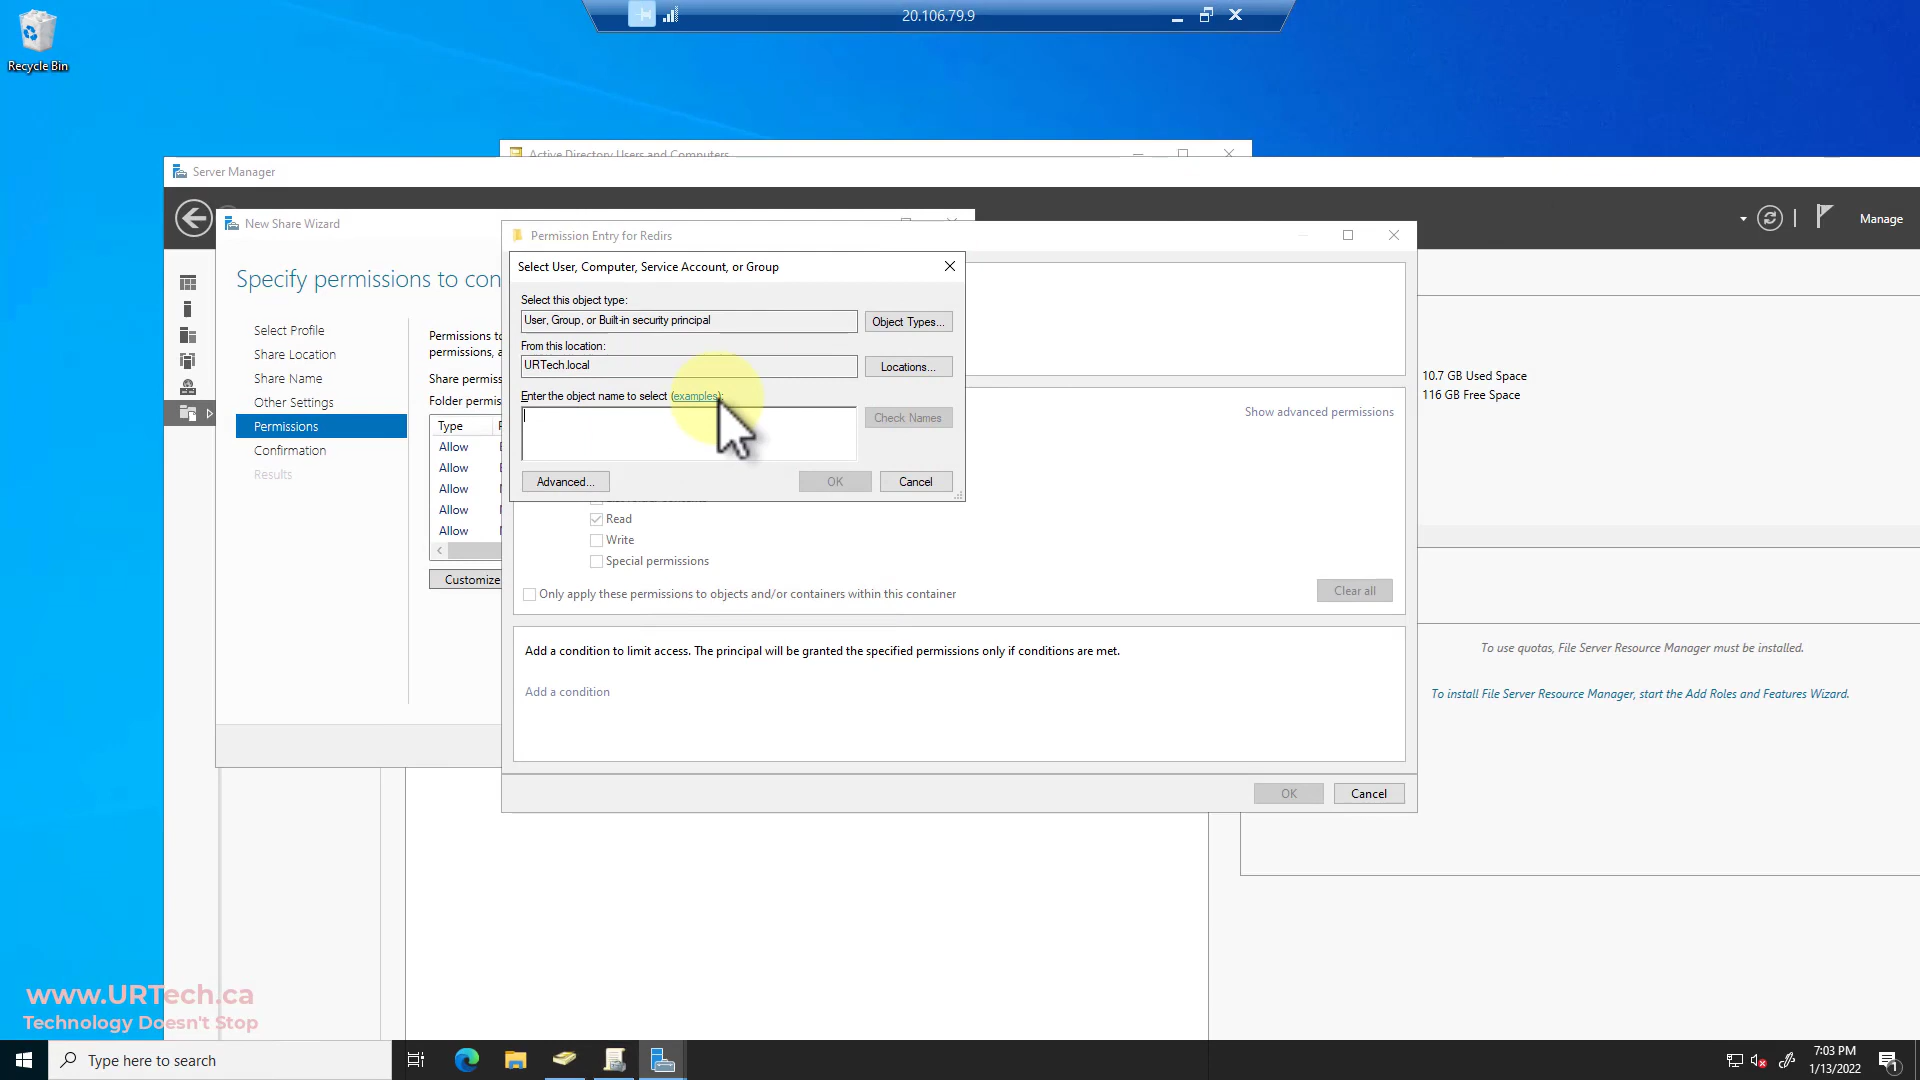 20.106.79.9
Recycle Bin
Active Directory Users and Computers
Server Manager
Manage
New Share Wizard
Permission Entry for Redirs
Select User, Computer, Service Account, or Group
Specify permissions to con
Select this object type:
User, Group, or Built-in security principal
Object Types...
From this location:
URTech.local
Locations...
Enter the object name to select (examples):
Check Names
Advanced...
OK
Cancel
Select Profile
Share Location
Share Name
Other Settings
Permissions
Confirmation
Results
Permissions to
permissions, a
Share permiss
Folder permis
Type
Allow
Allow
Allow
Allow
Allow
Customize
Show advanced permissions
Read
Write
Special permissions
Only apply these permissions to objects and/or containers within this container
Clear all
Add a condition to limit access. The principal will be granted the specified permissions only if conditions are met.
Add a condition
OK
Cancel
10.7 GB Used Space
116 GB Free Space
To use quotas, File Server Resource Manager must be installed.
To install File Server Resource Manager, start the Add Roles and Features Wizard.
www.URTech.ca
Technology Doesn't Stop
Type here to search
7:03 PM
1/13/2022
1